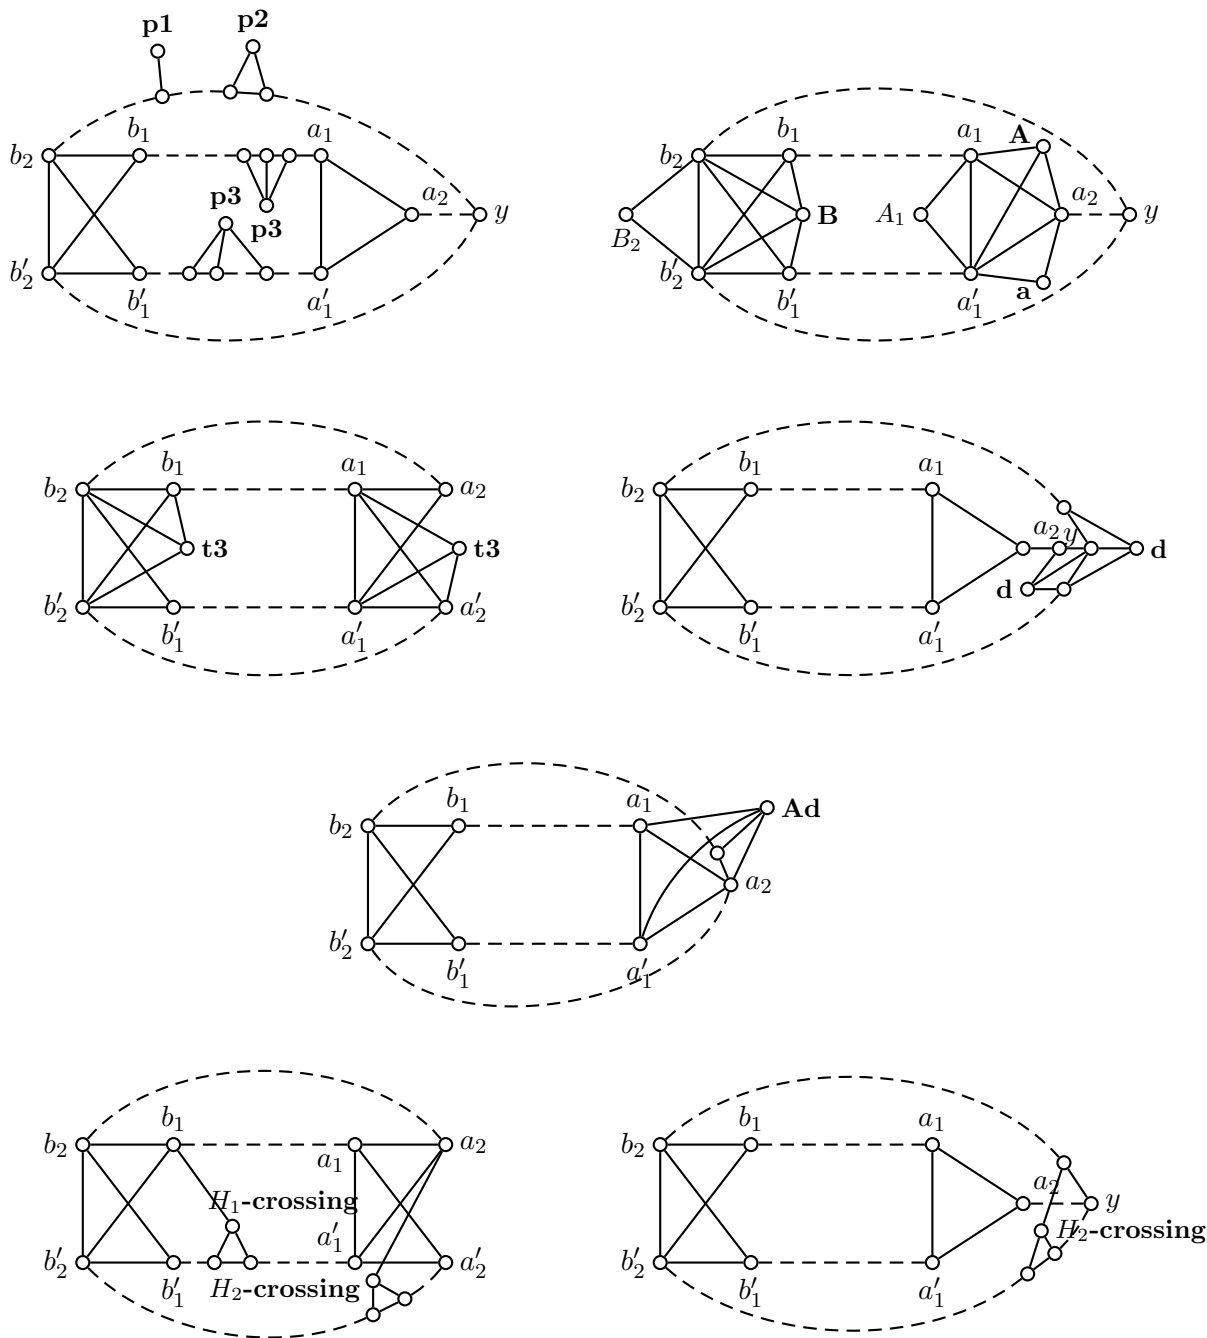 p1 p2
b₁ a₁
b₂
p3 a₂ y
p3
b′₂
b′₁ a′₁
b₁ a₁ A
b₂
a₂
B₂ B A₁ y
b′₂
b′₁ a′₁ a
b₁ a₁
b₂ a₂
t3 t3
b′₂ a′₂
b′₁ a′₁
b₁ a₁
b₂
a₂ y d
d
b′₂
b′₁ a′₁
b₁ a₁ Ad
b₂
a₂
b′₂
b′₁ a′₁
b₁
b₂ a₁ a₂
H₁-crossing
a′₁
b′₂ a′₂
b′₁ H₂-crossing
b₁ a₁
b₂
a₂ y
H₂-crossing
b′₂
b′₁ a′₁